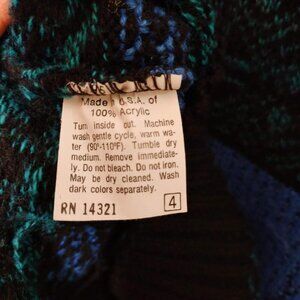 Made U.S.A. of
100% Acrylic
Turn inside out. Machine
wash gentle cycle, warm wa-
ter (90°-110°F). Tumble dry
medium. Remove immediate-
ly. Do not bleach. Do not iron.
May be dry cleaned. Wash
dark colors separately.
RN 14321 4